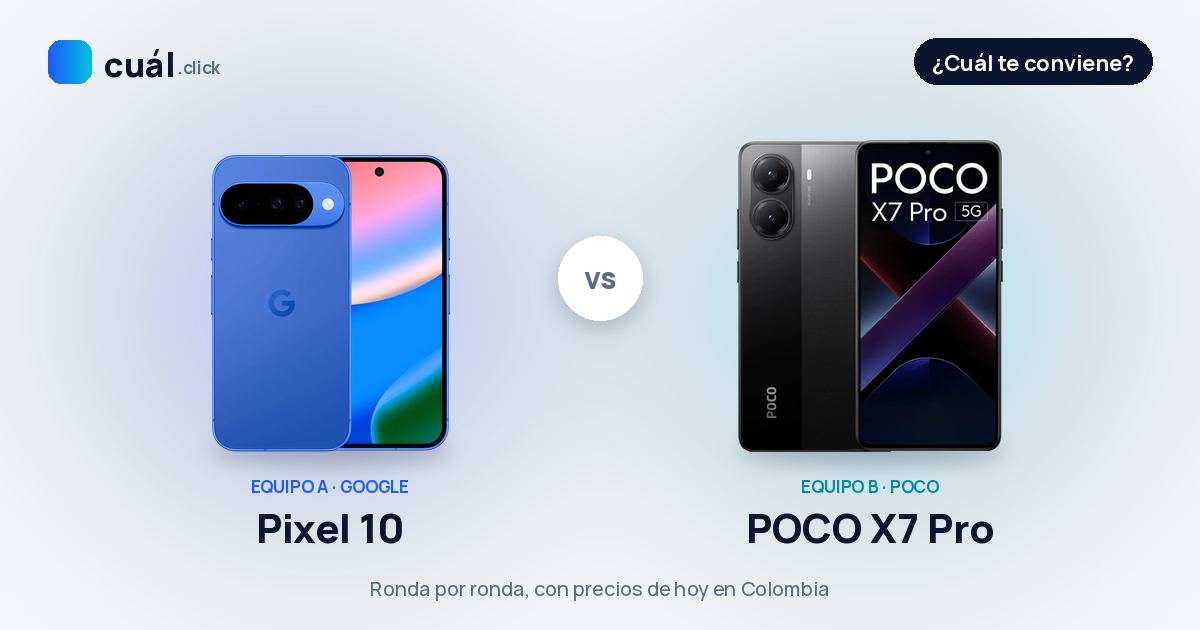 cuál.click
¿Cuál te conviene?
G
POCO
X7 Pro 5G
POCO
VS
EQUIPO A · GOOGLE
EQUIPO B · POCO
Pixel 10
POCO X7 Pro
Ronda por ronda, con precios de hoy en Colombia